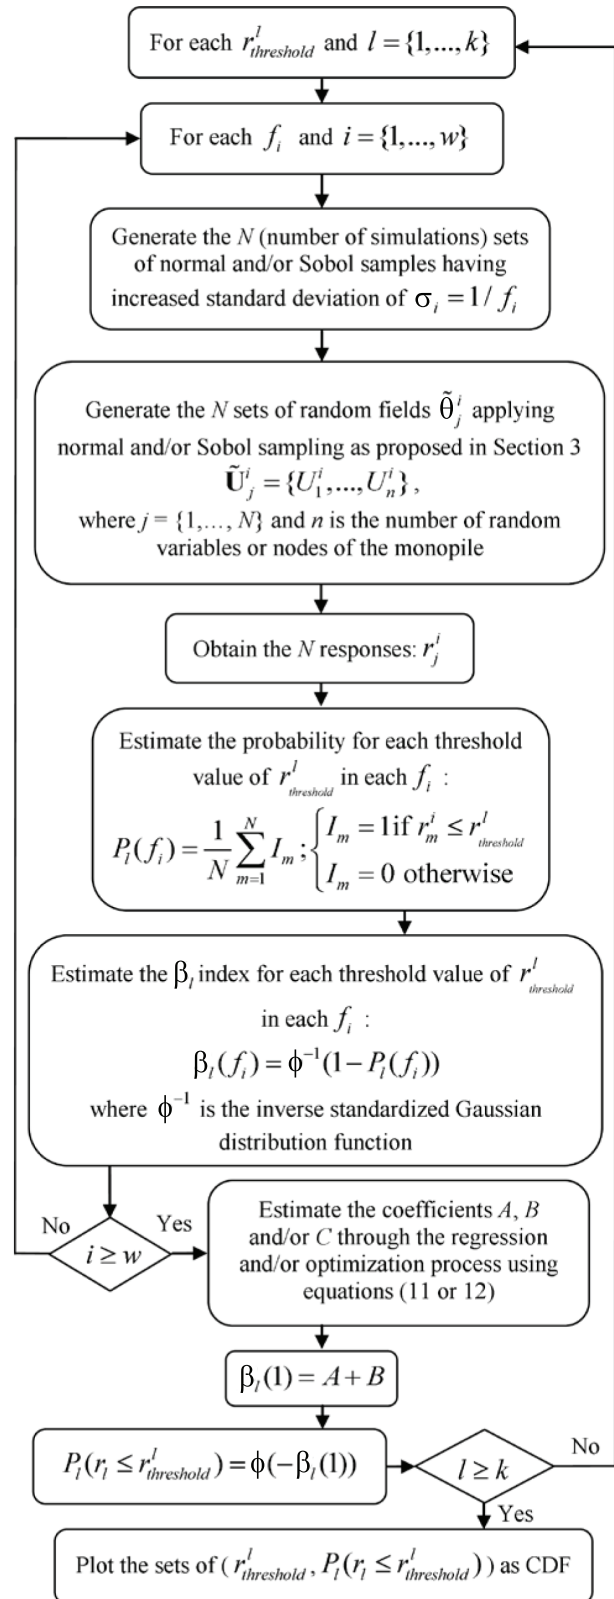 For each r^l_threshold and l = {1,...,k}
For each f_i and i = {1,...,w}
Generate the N (number of simulations) sets
of normal and/or Sobol samples having
increased standard deviation of σ_i = 1/ f_i
Generate the N sets of random fields θ̃^i_j applying
normal and/or Sobol sampling as proposed in Section 3
Ũ^i_j = {U^i_1,...,U^i_n},
where j = {1,..., N} and n is the number of random
variables or nodes of the monopile
Obtain the N responses: r^i_j
Estimate the probability for each threshold
value of r^l_threshold in each f_i :
P_l(f_i) = 1/N ∑_{m=1}^{N} I_m ; { I_m = 1if r^i_m ≤ r^l_threshold
I_m = 0 otherwise
Estimate the β_l index for each threshold value of r^l_threshold
in each f_i :
β_l(f_i) = ϕ^{-1}(1 − P_l(f_i))
where ϕ^{-1} is the inverse standardized Gaussian
distribution function
No
i ≥ w
Yes
Estimate the coefficients A, B
and/or C through the regression
and/or optimization process using
equations (11 or 12)
β_l(1) = A + B
P_l(r_l ≤ r^l_threshold) = ϕ(−β_l(1))
l ≥ k
No
Yes
Plot the sets of ( r^l_threshold , P_l(r_l ≤ r^l_threshold) ) as CDF